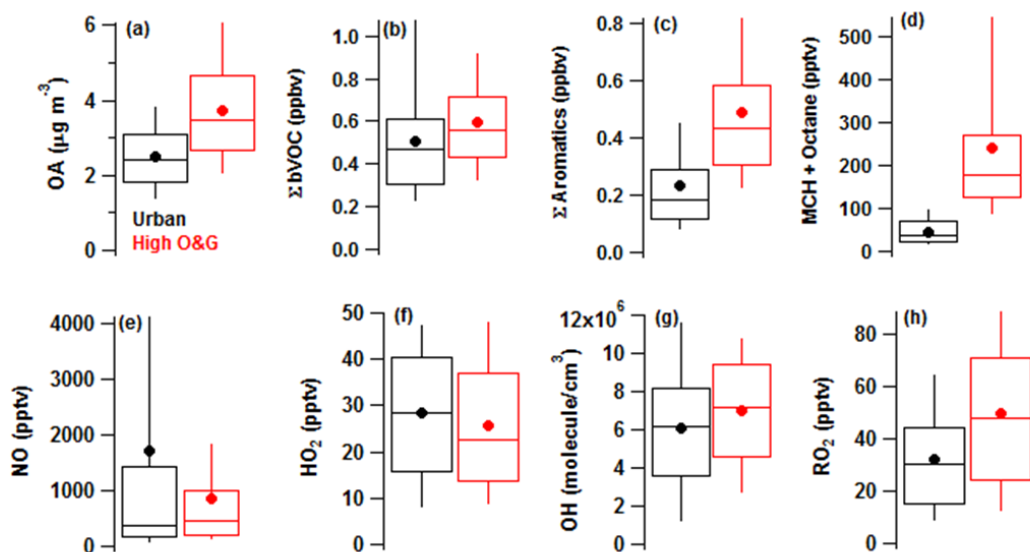 (a)
OA (µg m⁻³)
6
4
2
0
Urban
High O&G
(b)
ΣbVOC (ppbv)
1.0
0.8
0.6
0.4
0.2
0.0
(c)
Σ Aromatics (ppbv)
0.8
0.6
0.4
0.2
0.0
(d)
MCH + Octane (pptv)
500
400
300
200
100
0
(e)
NO (pptv)
4000
3000
2000
1000
0
(f)
HO₂ (pptv)
50
40
30
20
10
0
(g)
OH (molecule/cm³)
12x10⁶
10
8
6
4
2
0
(h)
RO₂ (pptv)
80
60
40
20
0